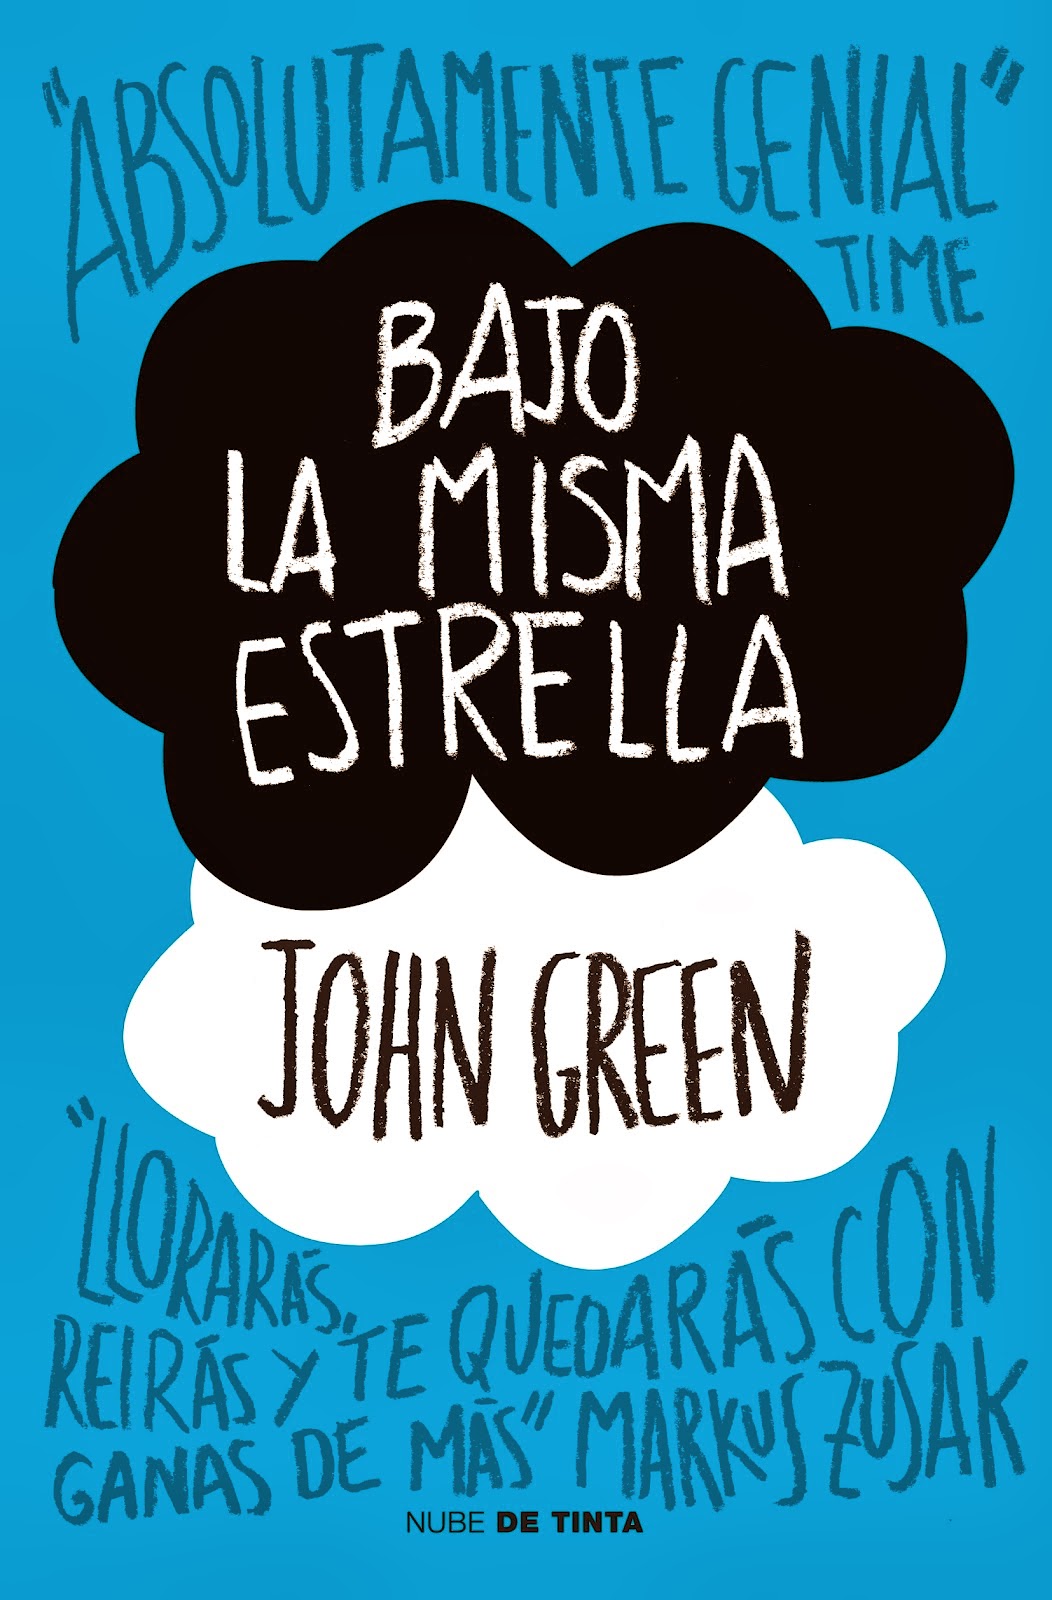 "ABSOLUTAMENTE GENIAL"
TIME
BAJO
LA MISMA
ESTRELLA
JOHN GREEN
"LLORARÁS,
REIRÁS Y TE QUEDARÁS CON
GANAS DE MÁS" MARKUS ZUSAK
NUBE DE TINTA